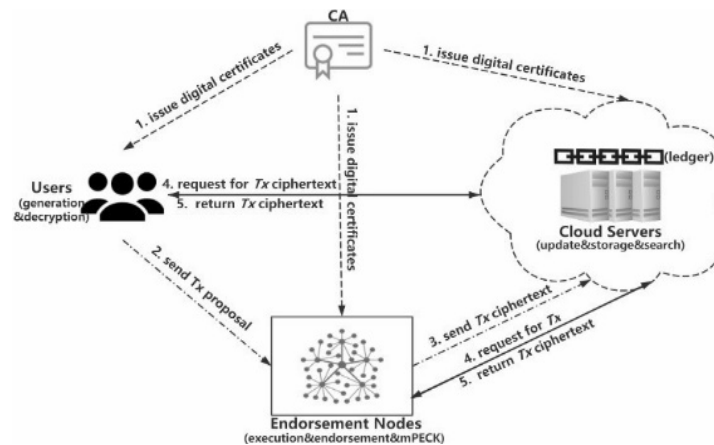 CA
1. issue digital certificates
1. issue digital certificates
1. issue digital certificates
(ledger)
Users
(generation
&decryption)
4. request for Tx ciphertext
5. return Tx ciphertext
Cloud Servers
(update&storage&search)
2. send Tx proposal
3. send Tx ciphertext
4. request for Tx
5. return Tx ciphertext
Endorsement Nodes
(execution&endorsement&mPECK)